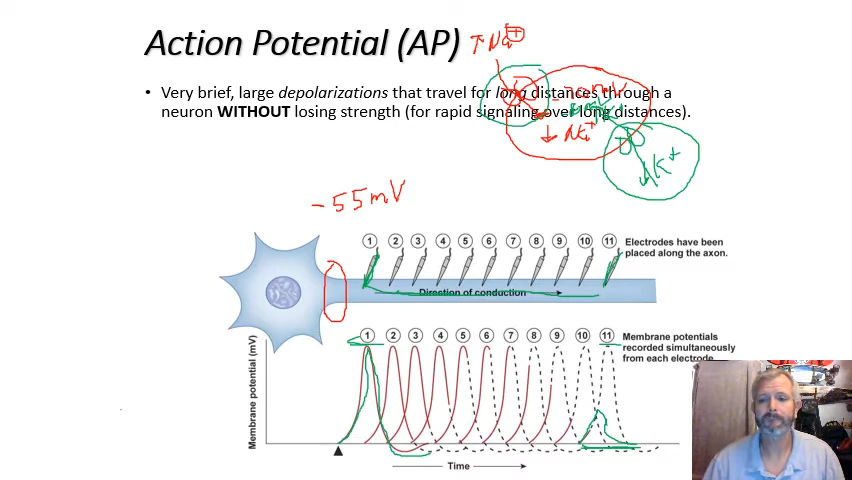 Action Potential (AP)
↑Na+
• Very brief, large depolarizations that travel for long distances through a
neuron WITHOUT losing strength (for rapid signaling over long distances).
-70mV
K+
-55mV
1 2 3 4 5 6 7 8 9 10 11
Electrodes have been
placed along the axon.
Direction of conduction
1 2 3 4 5 6 7 8 9 10 11
Membrane potentials
recorded simultaneously
from each electrode
Membrane potential (mV)
Time